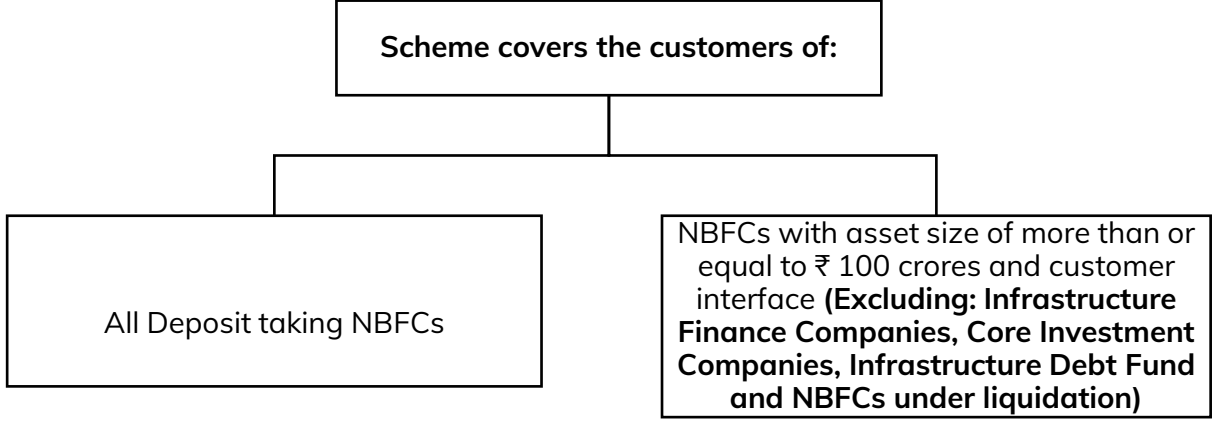 Scheme covers the customers of:
All Deposit taking NBFCs
NBFCs with asset size of more than or
equal to ₹ 100 crores and customer
interface (Excluding: Infrastructure
Finance Companies, Core Investment
Companies, Infrastructure Debt Fund
and NBFCs under liquidation)